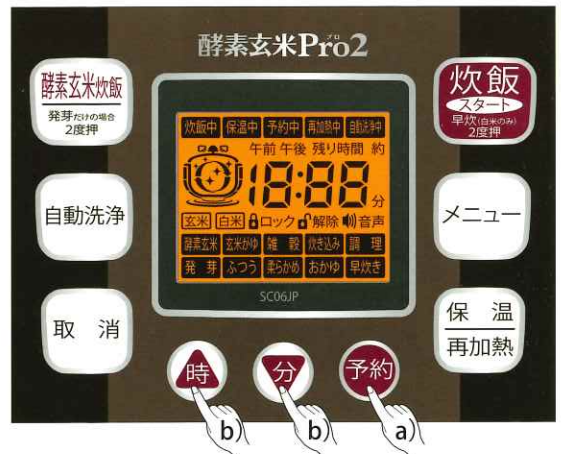 酵素玄米Pro2
プロ
酵素玄米炊飯
発芽だけの場合
2度押
自動洗浄
取 消
炊飯中 保温中 予約中 再加熱中 自動洗浄中
午前 午後 残り時間 約
18:88
分
玄米 白米 ロック 解除 音声
酵素玄米 玄米がゆ 雑 穀 炊き込み 調 理
発 芽 ふつう 柔らかめ おかゆ 早炊き
SC06JP
炊飯
スタート
早炊(白米のみ)
2度押
メニュー
保 温
再加熱
時
分
予約
b)
b)
a)